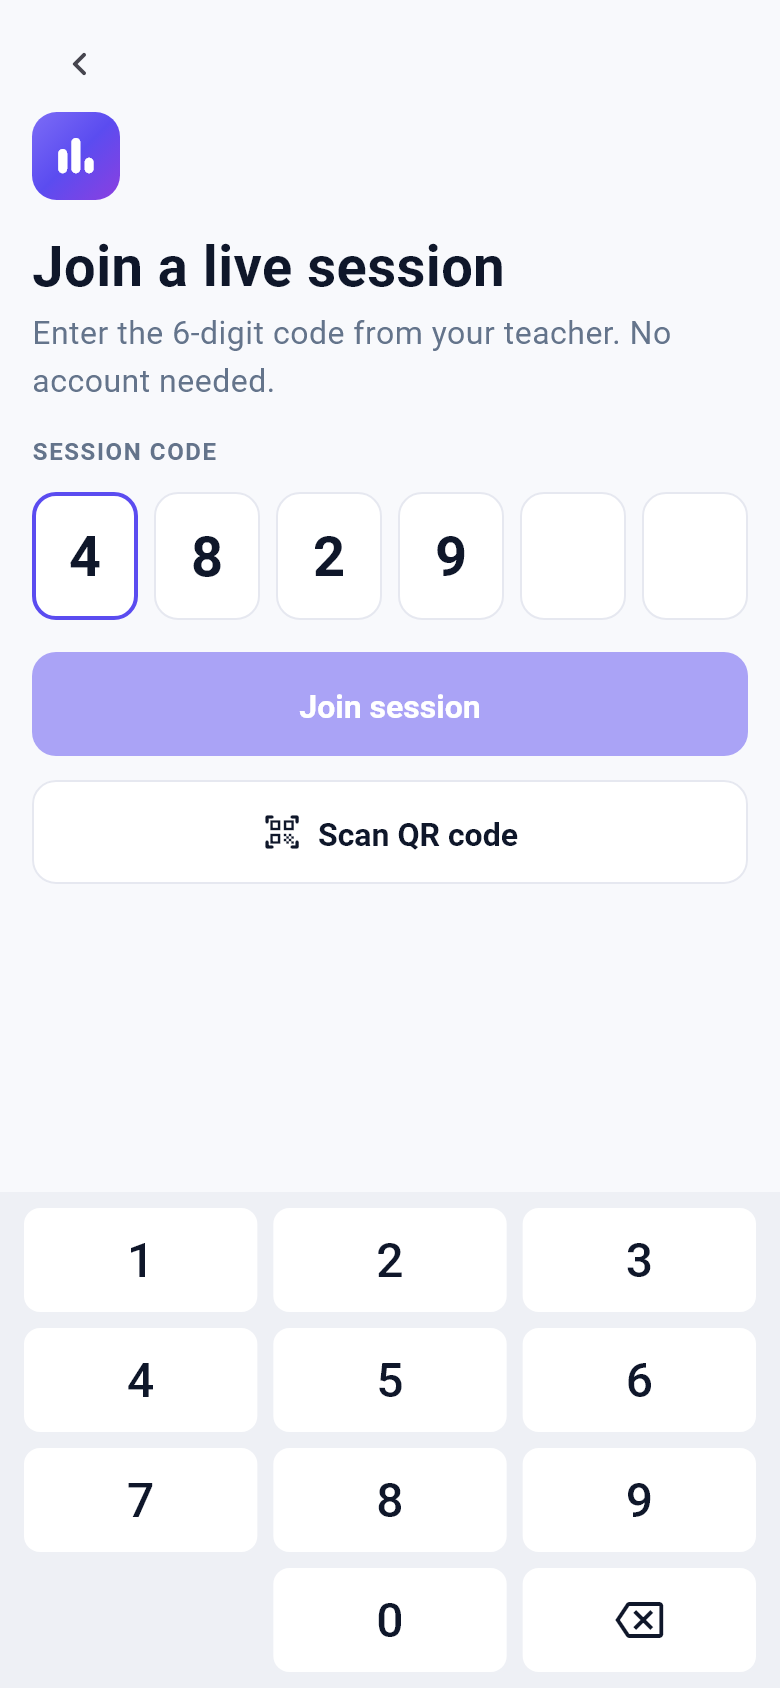 Join a live session
Enter the 6-digit code from your teacher. No
account needed.
SESSION CODE
4 8 2 9
Join session
Scan QR code
1 2 3
4 5 6
7 8 9
0